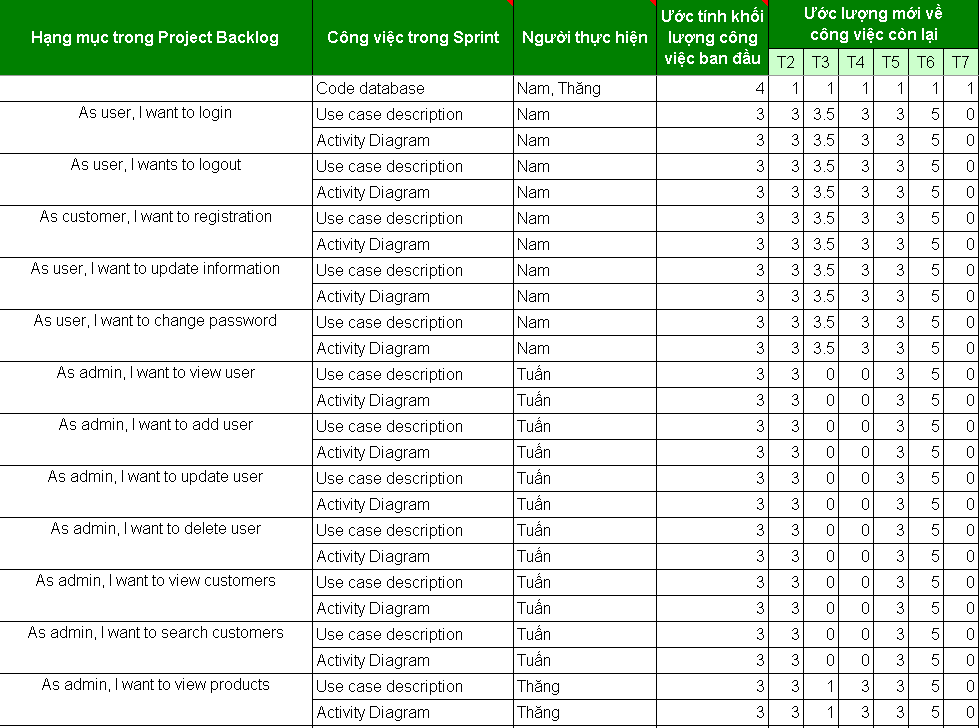 Hạng mục trong Project Backlog Công việc trong Sprint Người thực hiện Ước tính khối lượng công việc ban đầu Ước lượng mới về công việc còn lại
T2 T3 T4 T5 T6 T7
Code database Nam, Thăng 4 1 1 1 1 1 1
As user, I want to login Use case description Nam 3 3 3.5 3 3 5 0
Activity Diagram Nam 3 3 3.5 3 3 5 0
As user, I wants to logout Use case description Nam 3 3 3.5 3 3 5 0
Activity Diagram Nam 3 3 3.5 3 3 5 0
As customer, I want to registration Use case description Nam 3 3 3.5 3 3 5 0
Activity Diagram Nam 3 3 3.5 3 3 5 0
As user, I want to update information Use case description Nam 3 3 3.5 3 3 5 0
Activity Diagram Nam 3 3 3.5 3 3 5 0
As user, I want to change password Use case description Nam 3 3 3.5 3 3 5 0
Activity Diagram Nam 3 3 3.5 3 3 5 0
As admin, I want to view user Use case description Tuấn 3 3 0 0 3 5 0
Activity Diagram Tuấn 3 3 0 0 3 5 0
As admin, I want to add user Use case description Tuấn 3 3 0 0 3 5 0
Activity Diagram Tuấn 3 3 0 0 3 5 0
As admin, I want to update user Use case description Tuấn 3 3 0 0 3 5 0
Activity Diagram Tuấn 3 3 0 0 3 5 0
As admin, I want to delete user Use case description Tuấn 3 3 0 0 3 5 0
Activity Diagram Tuấn 3 3 0 0 3 5 0
As admin, I want to view customers Use case description Tuấn 3 3 0 0 3 5 0
Activity Diagram Tuấn 3 3 0 0 3 5 0
As admin, I want to search customers Use case description Tuấn 3 3 0 0 3 5 0
Activity Diagram Tuấn 3 3 0 0 3 5 0
As admin, I want to view products Use case description Thăng 3 3 1 3 3 5 0
Activity Diagram Thăng 3 3 1 3 3 5 0